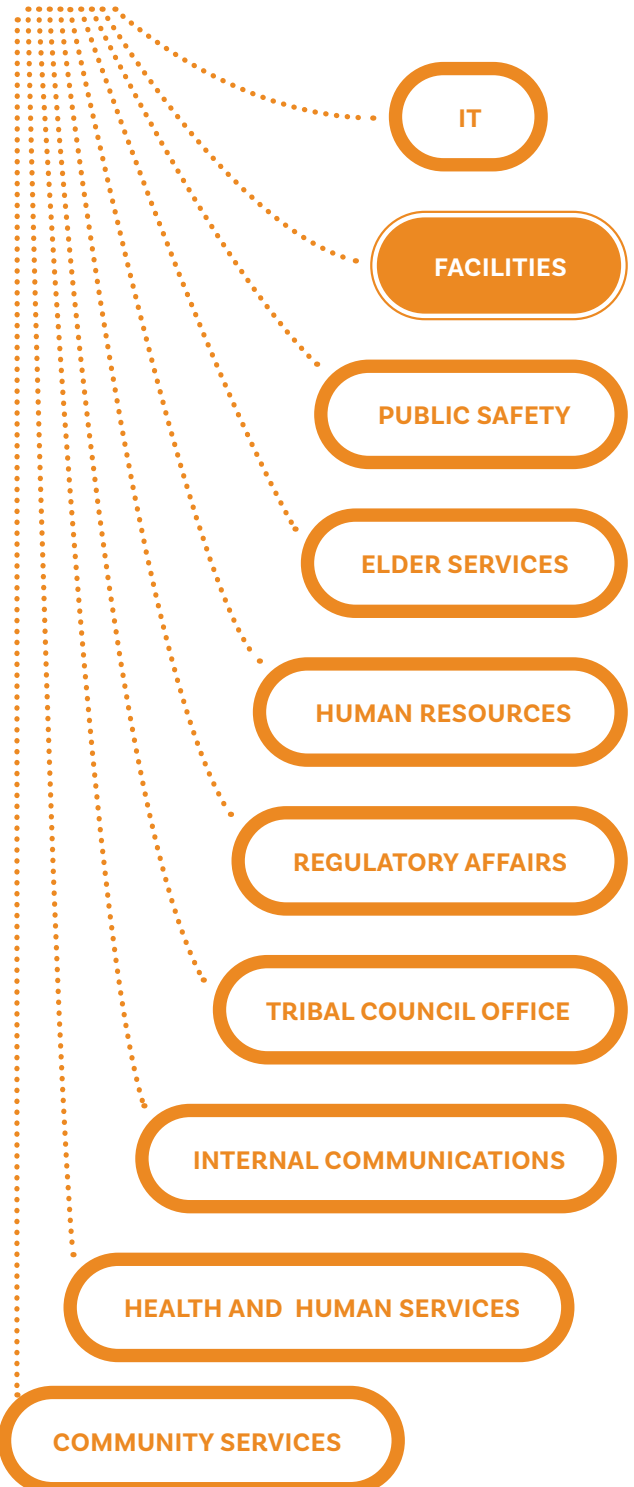 IT
FACILITIES
PUBLIC SAFETY
ELDER SERVICES
HUMAN RESOURCES
REGULATORY AFFAIRS
TRIBAL COUNCIL OFFICE
INTERNAL COMMUNICATIONS
HEALTH AND HUMAN SERVICES
COMMUNITY SERVICES